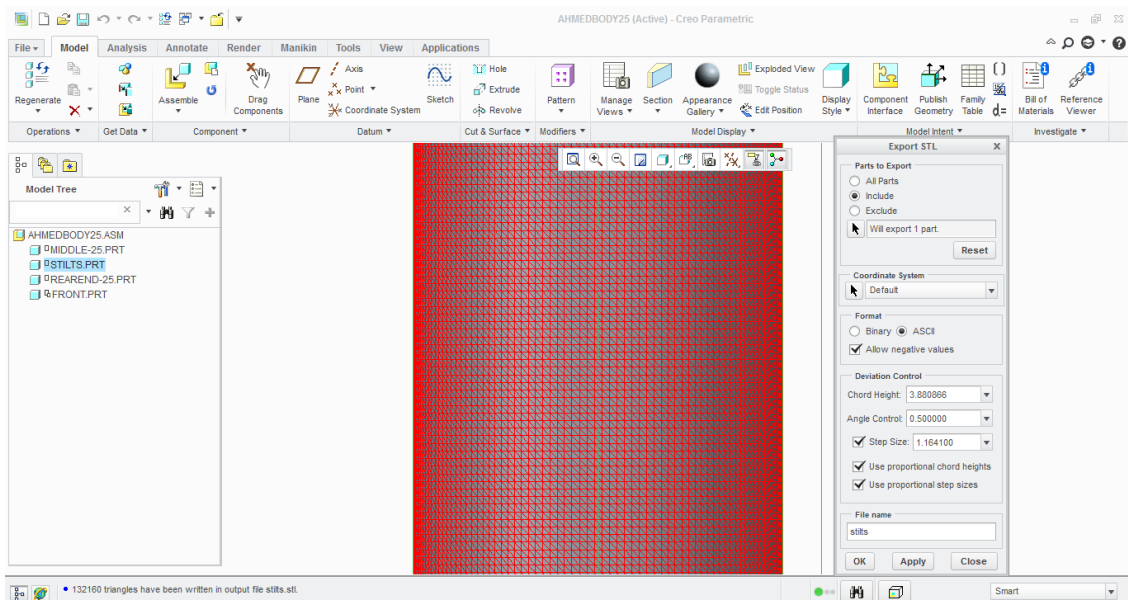 AHMEDBODY25 (Active) - Creo Parametric
File Model Analysis Annotate Render Manikin Tools View Applications
Regenerate
Operations
Get Data
Assemble
Drag Components
Component
Plane
Axis
Point
Coordinate System
Sketch
Datum
Hole
Extrude
Revolve
Cut & Surface
Pattern
Modifiers
Manage Views
Section
Appearance Gallery
Exploded View
Toggle Status
Edit Position
Display Style
Model Display
Component Interface
Publish Geometry
Family Table
d=
Model Intent
Bill of Materials
Reference Viewer
Investigate
Model Tree
AHMEDBODY25.ASM
MIDDLE-25.PRT
STILTS.PRT
REAREND-25.PRT
FRONT.PRT
Export STL
Parts to Export
All Parts
Include
Exclude
Will export 1 part.
Reset
Coordinate System
Default
Format
Binary ASCII
Allow negative values
Deviation Control
Chord Height: 3.880866
Angle Control: 0.500000
Step Size: 1.164100
Use proportional chord heights
Use proportional step sizes
File name
stilts
OK Apply Close
• 132160 triangles have been written in output file stilts.stl.
Smart